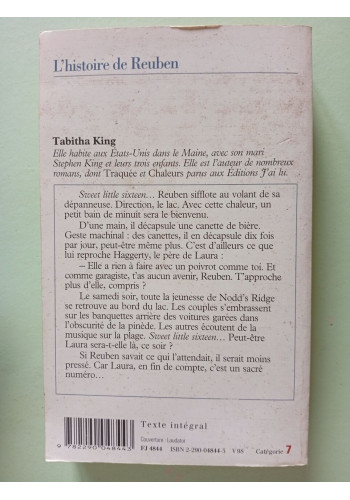 L'histoire de Reuben
Tabitha King
Elle habite aux États-Unis dans le Maine, avec son mari
Stephen King et leurs trois enfants. Elle est l'auteur de nombreux
romans, dont Traquée et Chaleurs parus aux Editions J'ai lu.
Sweet little sixteen... Reuben sifflote au volant de sa
dépanneuse. Direction, le lac. Avec cette chaleur, un
petit bain de minuit sera le bienvenu.
D'une main, il décapsule une canette de bière.
Geste machinal : des canettes, il en décapsule dix fois
par jour, peut-être même plus. C'est d'ailleurs ce que
lui reproche Haggerty, le père de Laura :
– Elle a rien à faire avec un poivrot comme toi. Et
comme garagiste, t'as aucun avenir, Reuben. T'approche
plus d'elle, compris ?
Le samedi soir, toute la jeunesse de Nodd's Ridge
se retrouve au bord du lac. Les couples s'embrassent
sur les banquettes arrière des voitures garées dans
l'obscurité de la pinède. Les autres écoutent de la
musique sur la plage. Sweet little sixteen... Peut-être
Laura sera-t-elle là, ce soir ?
Si Reuben savait ce qui l'attendait, il serait moins
pressé. Car Laura, en fin de compte, c'est un sacré
numéro...
Texte intégral
Couverture : Laudator
9 782290 048443
EJ 4844
ISBN 2-290-04844-5
V 98
Catégorie 7